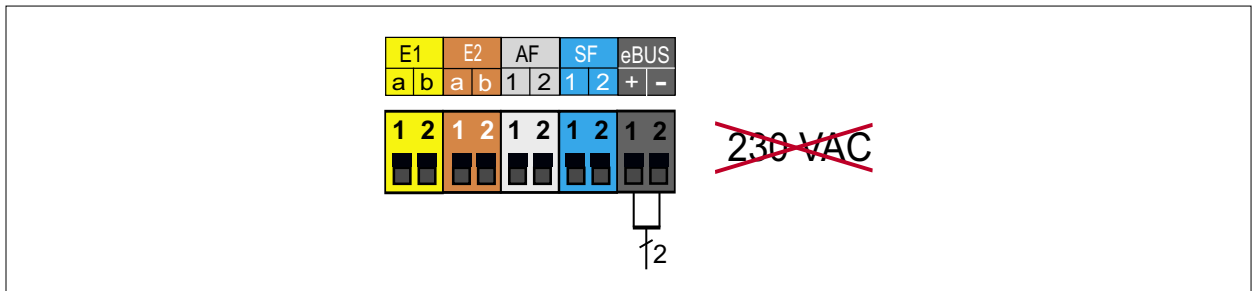 E1 E2 AF SF eBUS
a b a b 1 2 1 2 + -
1 2 1 2 1 2 1 2 1 2
230 VAC
2